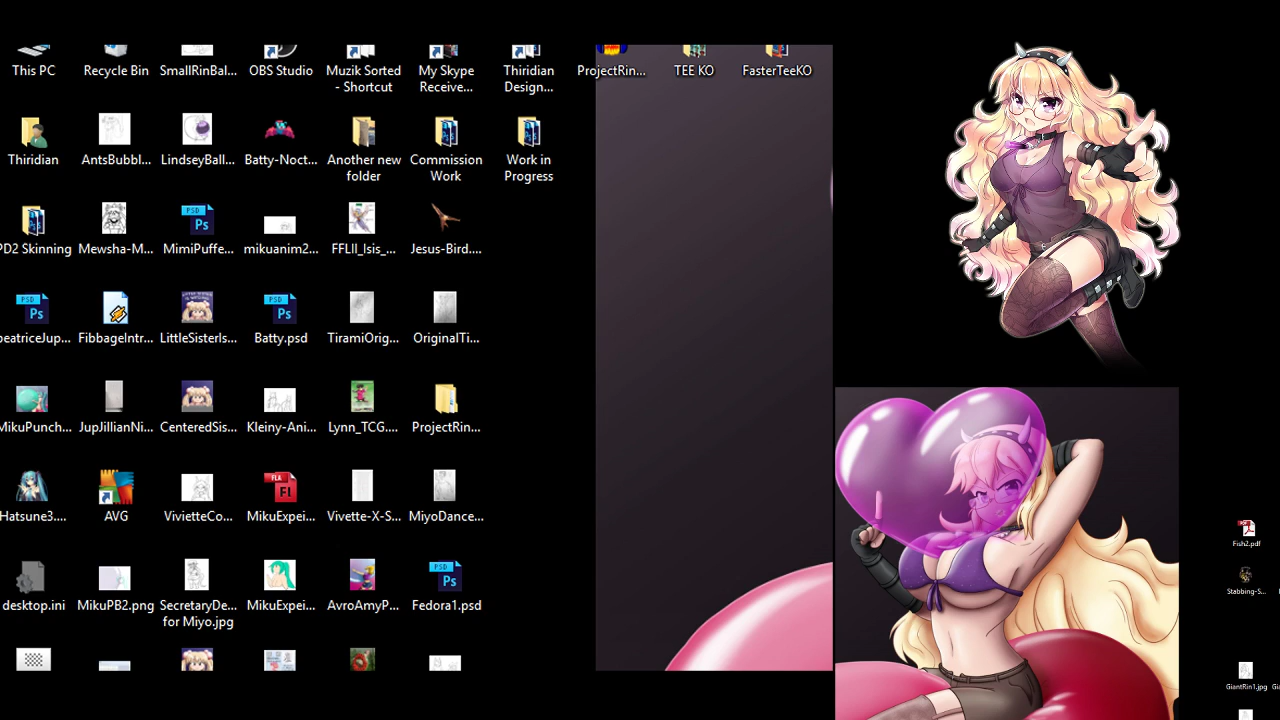 This PC
Recycle Bin
SmallRinBal...
OBS Studio
Muzik Sorted
- Shortcut
My Skype
Receive...
Thiridian
Design...
ProjectRin...
TEE KO
FasterTeeKO
Thiridian
AntsBubbl...
LindseyBall...
Batty-Noct...
Another new
folder
Commission
Work
Work in
Progress
PD2 Skinning
Mewsha-M...
MimiPuffe...
mikuanim2...
FFLII_Isis_...
Jesus-Bird....
beatriceJup...
FibbageIntr...
LittleSisterIs...
Batty.psd
TiramiOrig...
OriginalTi...
MikuPunch...
JupJillianNi...
CenteredSis...
Kleiny-Ani...
Lynn_TCG....
ProjectRin...
Hatsune3....
AVG
VivietteCo...
MikuExpei...
Vivette-X-S...
MiyoDance...
desktop.ini
MikuPB2.png
SecretaryDe...
for Miyo.jpg
MikuExpei...
AvroAmyP...
Fedora1.psd
Fish2.pdf
Stabbing-S...
GiantRin1.jpg